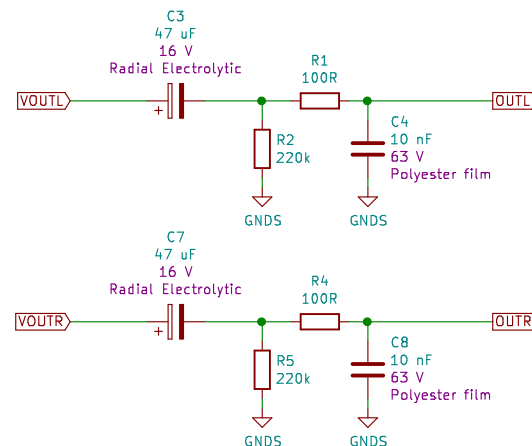 C3
47 uF
16 V
Radial Electrolytic
R1
100R
VOUTL
+
OUTL
R2
220k
C4
10 nF
63 V
Polyester film
GNDS
GNDS
C7
47 uF
16 V
Radial Electrolytic
R4
100R
VOUTR
+
OUTR
R5
220k
C8
10 nF
63 V
Polyester film
GNDS
GNDS